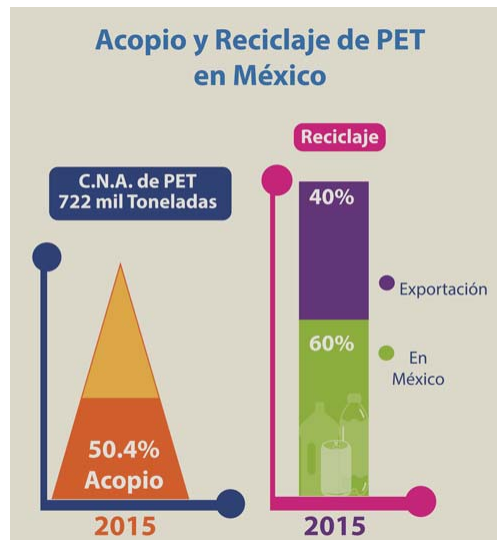 Acopio y Reciclaje de PET
en México
C.N.A. de PET
722 mil Toneladas
50.4%
Acopio
2015
Reciclaje
40%
Exportación
60%
En
México
2015